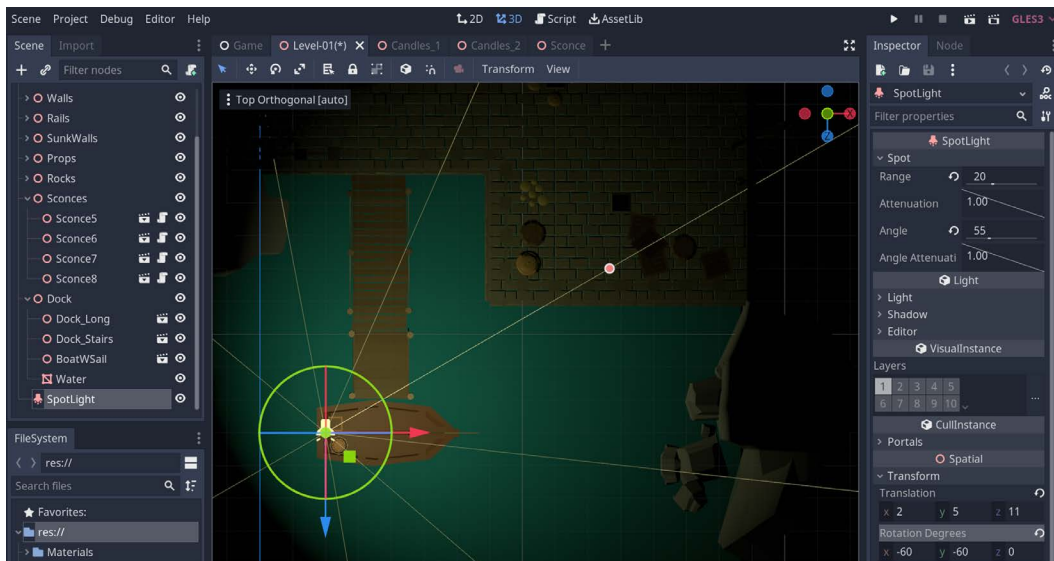 Scene Project Debug Editor Help
2D 3D Script AssetLib
GLES3
Scene Import
Game Level-01(*) Candles_1 Candles_2 Sconce
Inspector Node
Filter nodes
Transform View
Walls
Rails
SunkWalls
Props
Rocks
Sconces
Sconce5
Sconce6
Sconce7
Sconce8
Dock
Dock_Long
Dock_Stairs
BoatWSail
Water
SpotLight
FileSystem
res://
Search files
Favorites:
res://
Materials
Top Orthogonal [auto]
X
Z
SpotLight
DOC
Filter properties
SpotLight
Spot
Range 20
Attenuation 1.00
Angle 55
Angle Attenuati 1.00
Light
Light
Shadow
Editor
VisualInstance
Layers
1 2 3 4 5
6 7 8 9 10
...
CullInstance
Portals
Spatial
Transform
Translation
x 2 y 5 z 11
Rotation Degrees
x -60 y -60 z 0